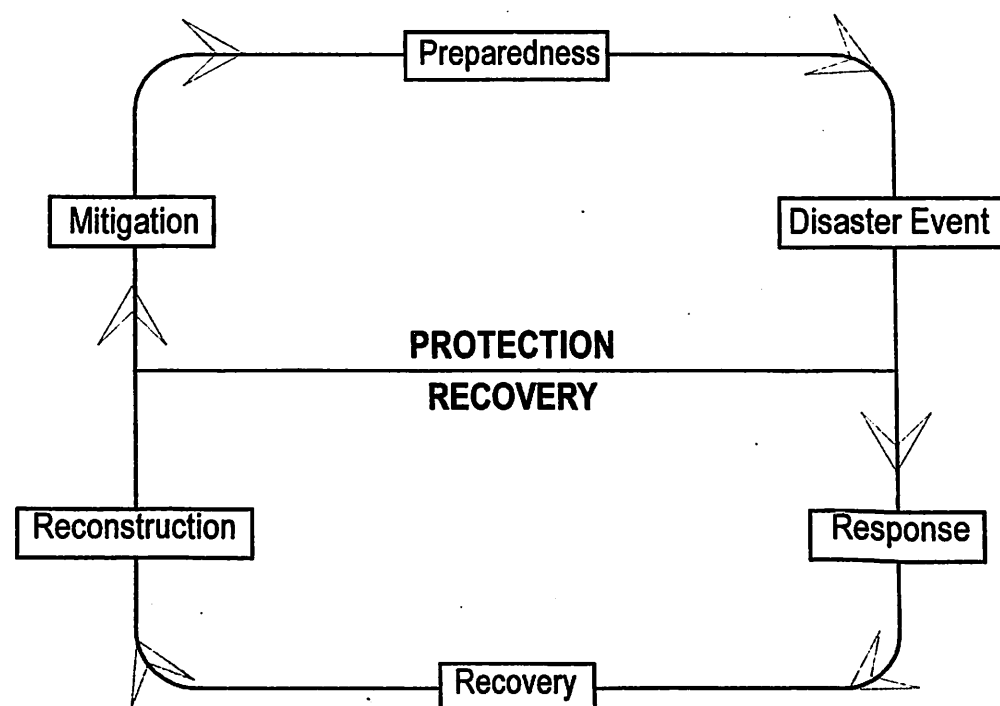 Preparedness
Mitigation
Disaster Event
PROTECTION
RECOVERY
Reconstruction
Response
Recovery